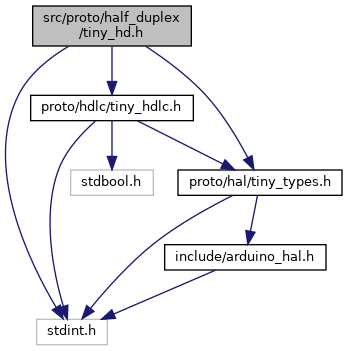 src/proto/half_duplex
/tiny_hd.h
proto/hdlc/tiny_hdlc.h
stdbool.h
proto/hal/tiny_types.h
include/arduino_hal.h
stdint.h